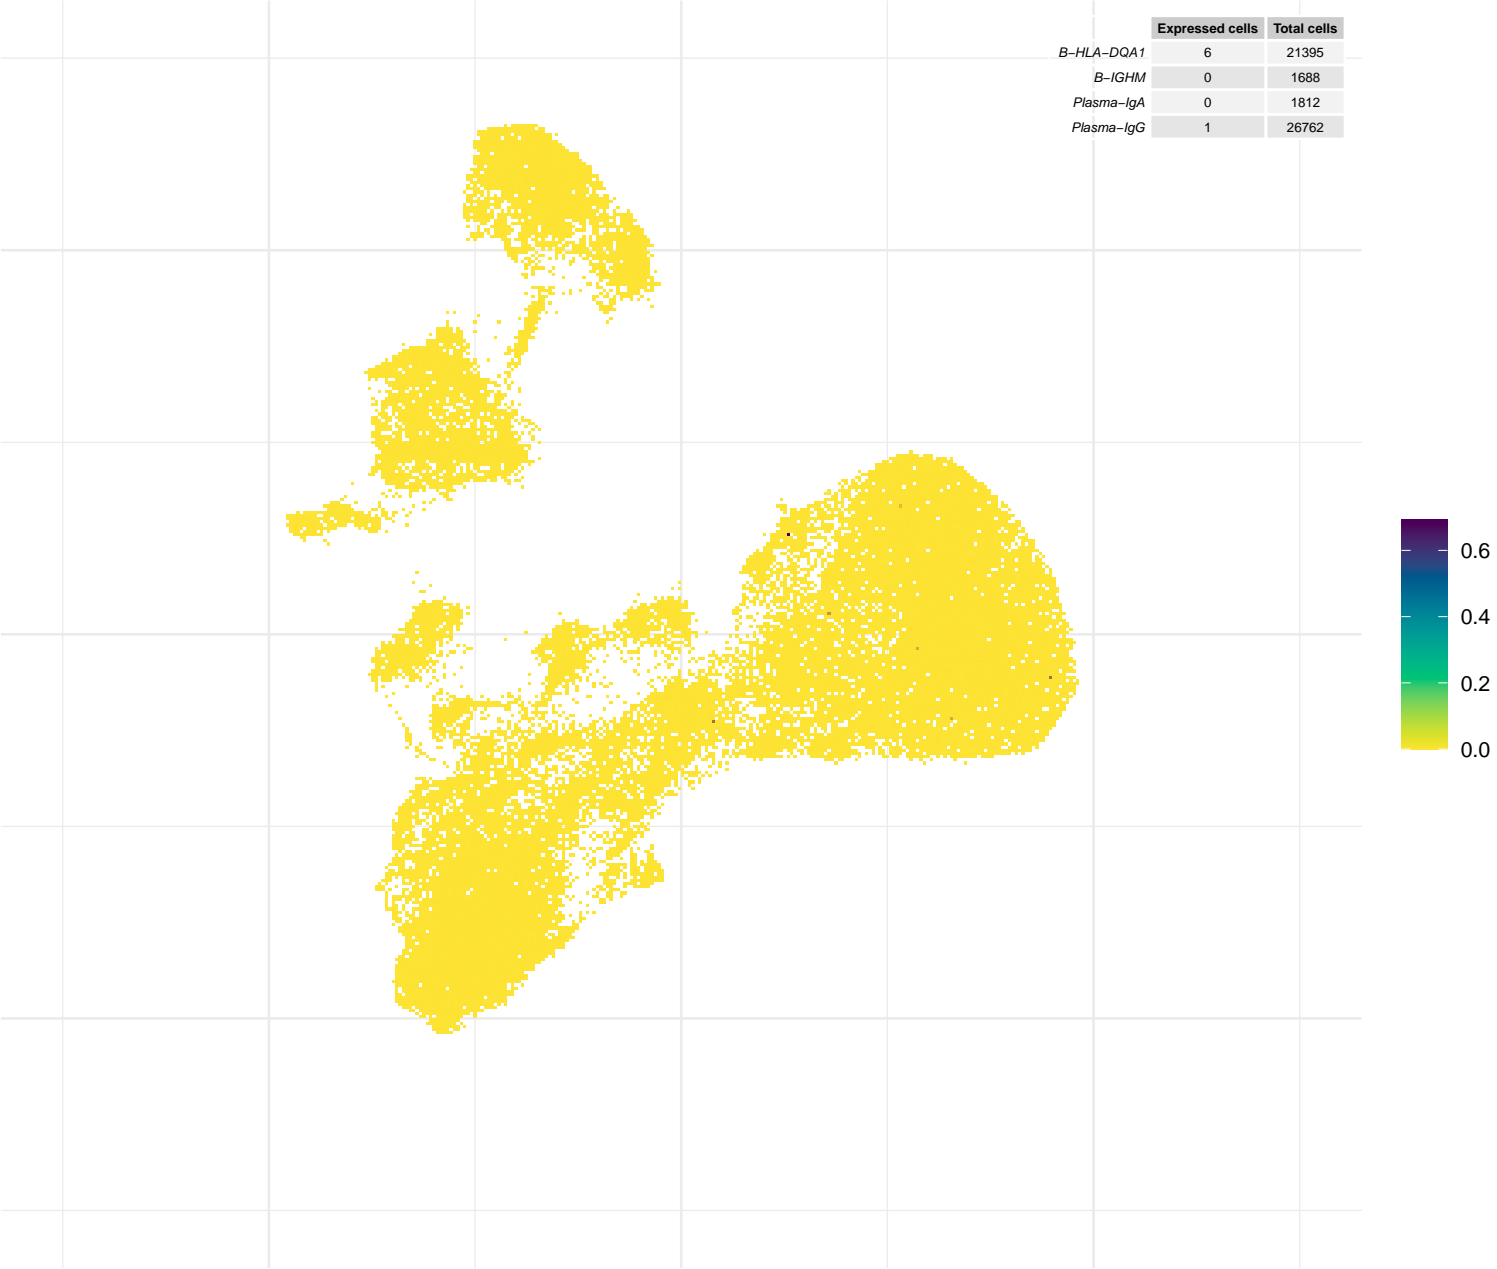 Expressed cells Total cells
B−HLA−DQA1 6 21395
B−IGHM 0 1688
Plasma−IgA 0 1812
Plasma−IgG 1 26762
0.6
0.4
0.2
0.0